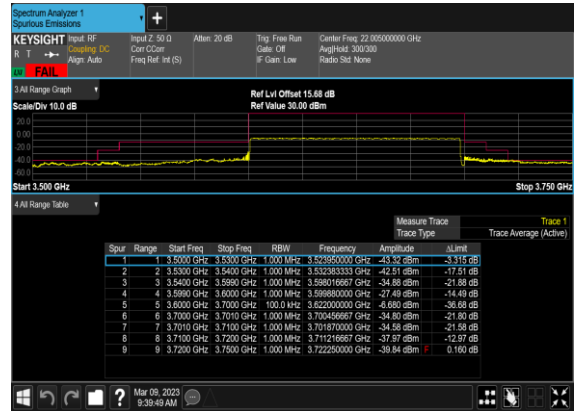 Spectrum Analyzer 1
Spurious Emissions
KEYSIGHT Input: RF Input Z: 50 Ω Atten: 20 dB Trig: Free Run Center Freq: 22.005000000 GHz
R T Coupling: DC Corr CCorr Gate: Off Avg|Hold: 300/300
Align: Auto Freq Ref: Int (S) IF Gain: Low Radio Std: None
LW FAIL
3 All Range Graph
Ref Lvl Offset 15.68 dB
Scale/Div 10.0 dB Ref Value 30.00 dBm
20.0
0.00
-20.0
-40.0
-60.0
Start 3.500 GHz Stop 3.750 GHz
4 All Range Table
Measure Trace Trace 1
Trace Type Trace Average (Active)
Spur Range Start Freq Stop Freq RBW Frequency Amplitude ΔLimit
1 1 3.5000 GHz 3.5300 GHz 1.000 MHz 3.523950000 GHz -43.32 dBm -3.315 dB
2 2 3.5300 GHz 3.5400 GHz 1.000 MHz 3.532383333 GHz -42.51 dBm -17.51 dB
3 3 3.5400 GHz 3.5990 GHz 1.000 MHz 3.598016667 GHz -34.88 dBm -21.88 dB
4 4 3.5990 GHz 3.6000 GHz 1.000 MHz 3.599880000 GHz -27.49 dBm -14.49 dB
5 5 3.6000 GHz 3.7000 GHz 100.0 kHz 3.622000000 GHz -6.680 dBm -36.68 dB
6 6 3.7000 GHz 3.7010 GHz 1.000 MHz 3.700456667 GHz -34.80 dBm -21.80 dB
7 7 3.7010 GHz 3.7100 GHz 1.000 MHz 3.701870000 GHz -34.58 dBm -21.58 dB
8 8 3.7100 GHz 3.7200 GHz 1.000 MHz 3.711216667 GHz -37.97 dBm -12.97 dB
9 9 3.7200 GHz 3.7500 GHz 1.000 MHz 3.722250000 GHz -39.84 dBm F 0.160 dB
?
Mar 09, 2023
9:39:49 AM